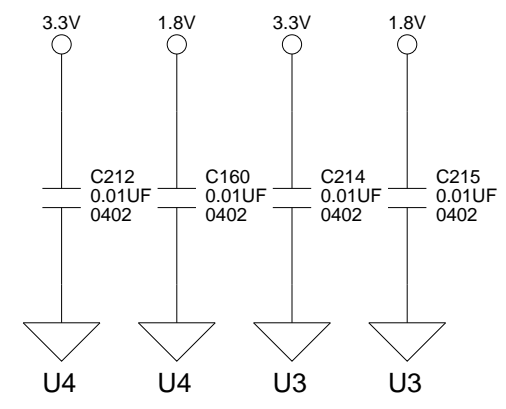 3.3V 1.8V 3.3V 1.8V
C212 C160 C214 C215
0.01UF 0.01UF 0.01UF 0.01UF
0402 0402 0402 0402
U4 U4 U3 U3